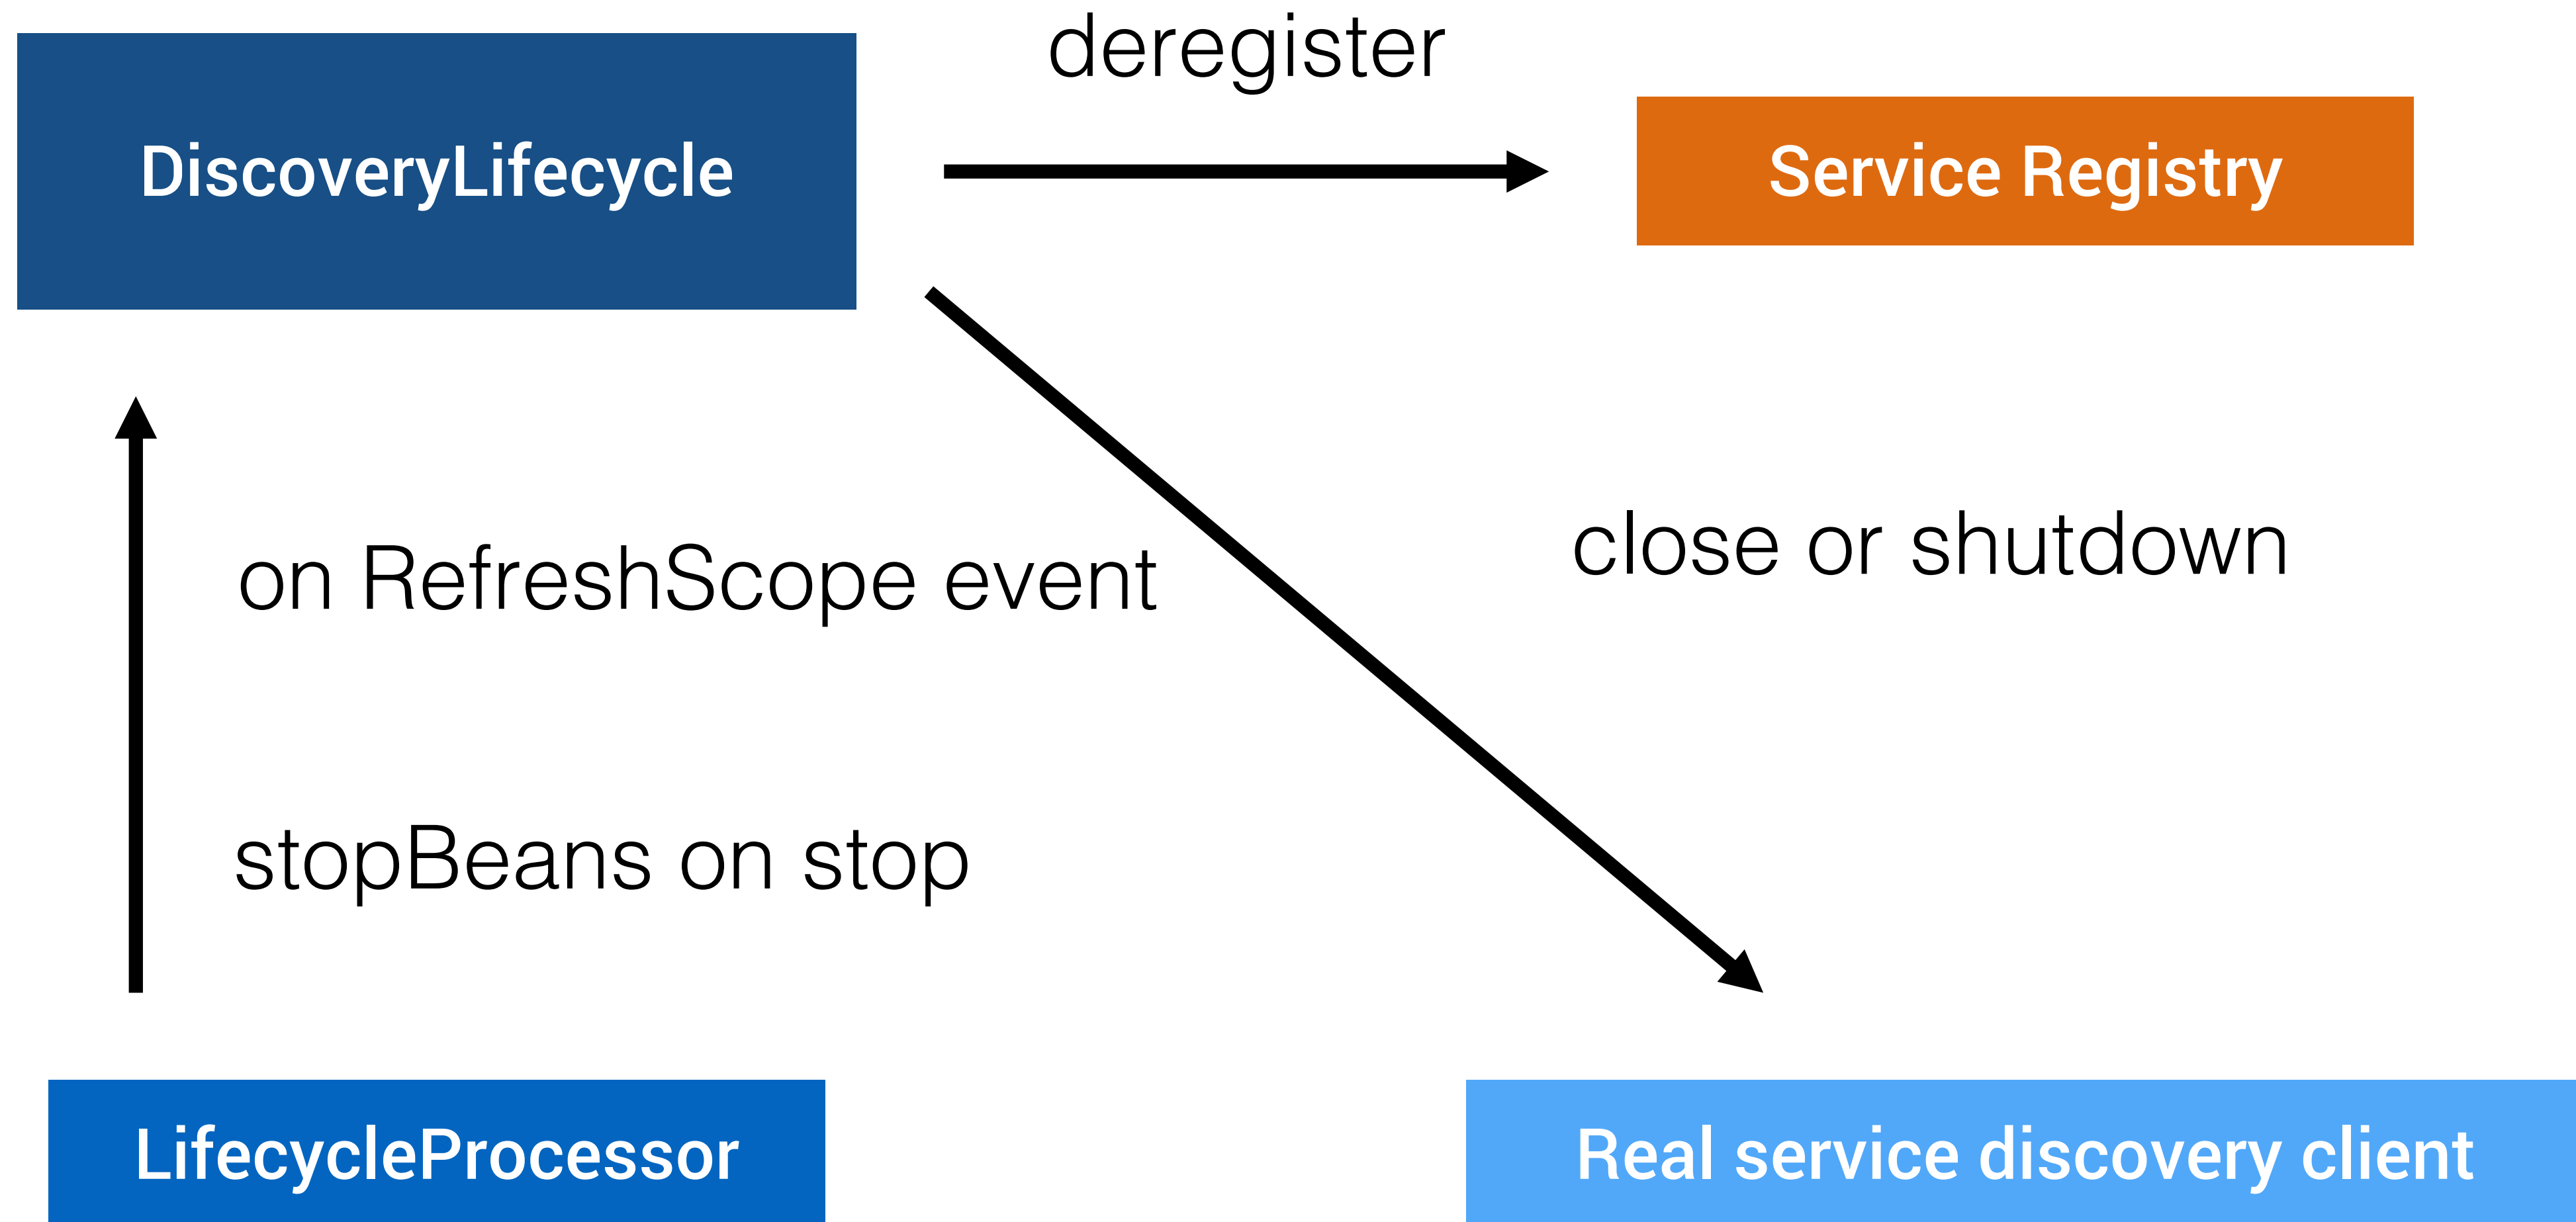 deregister
DiscoveryLifecycle
Service Registry
close or shutdown
on RefreshScope event
stopBeans on stop
LifecycleProcessor
Real service discovery client